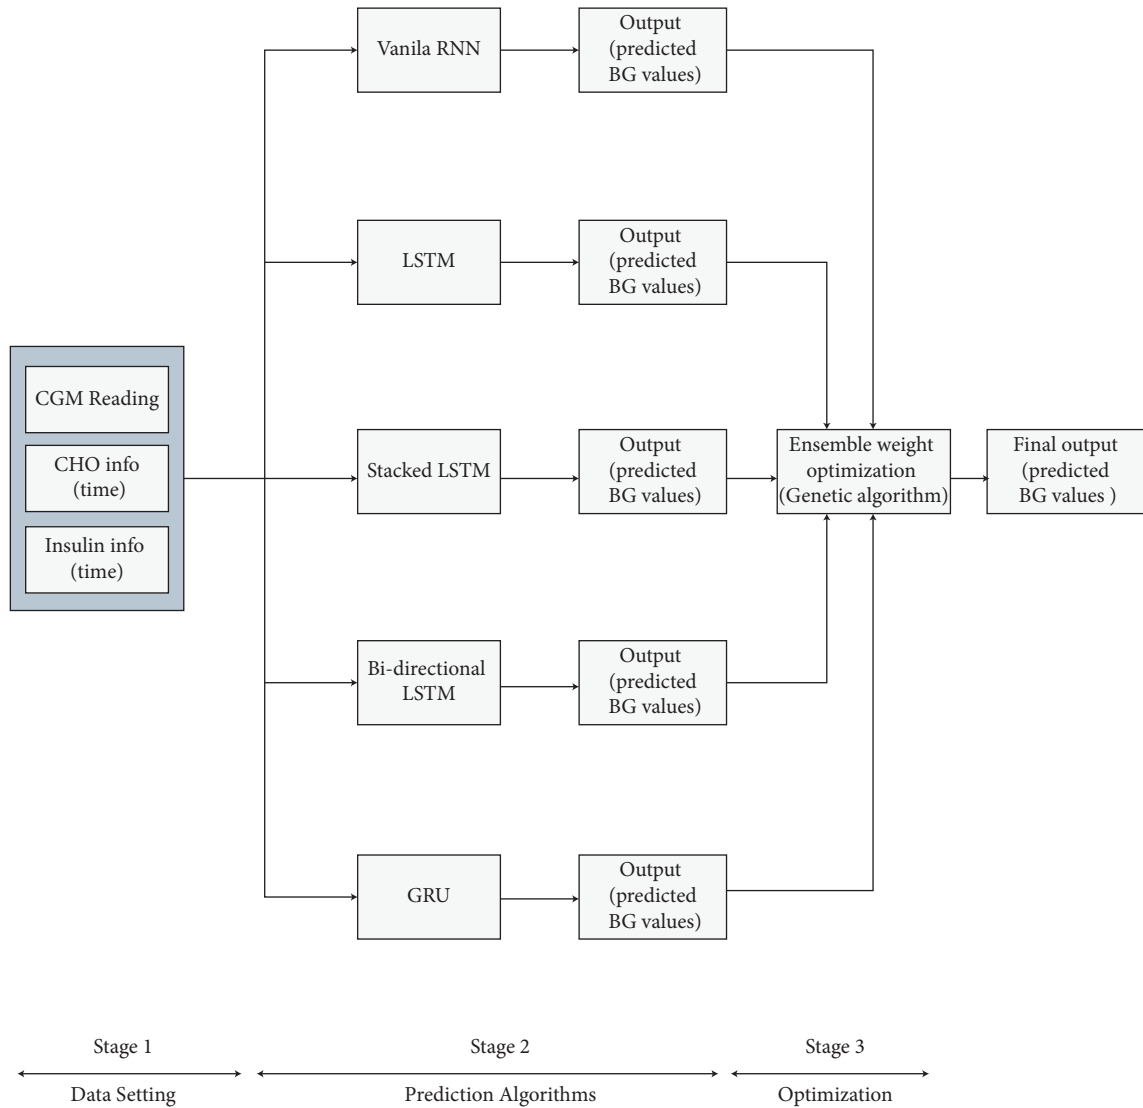 Vanila RNN
Output
(predicted
BG values)
LSTM
Output
(predicted
BG values)
CGM Reading
CHO info
(time)
Insulin info
(time)
Stacked LSTM
Output
(predicted
BG values)
Ensemble weight
optimization
(Genetic algorithm)
Final output
(predicted
BG values )
Bi-directional
LSTM
Output
(predicted
BG values)
GRU
Output
(predicted
BG values)
Stage 1
Data Setting
Stage 2
Prediction Algorithms
Stage 3
Optimization